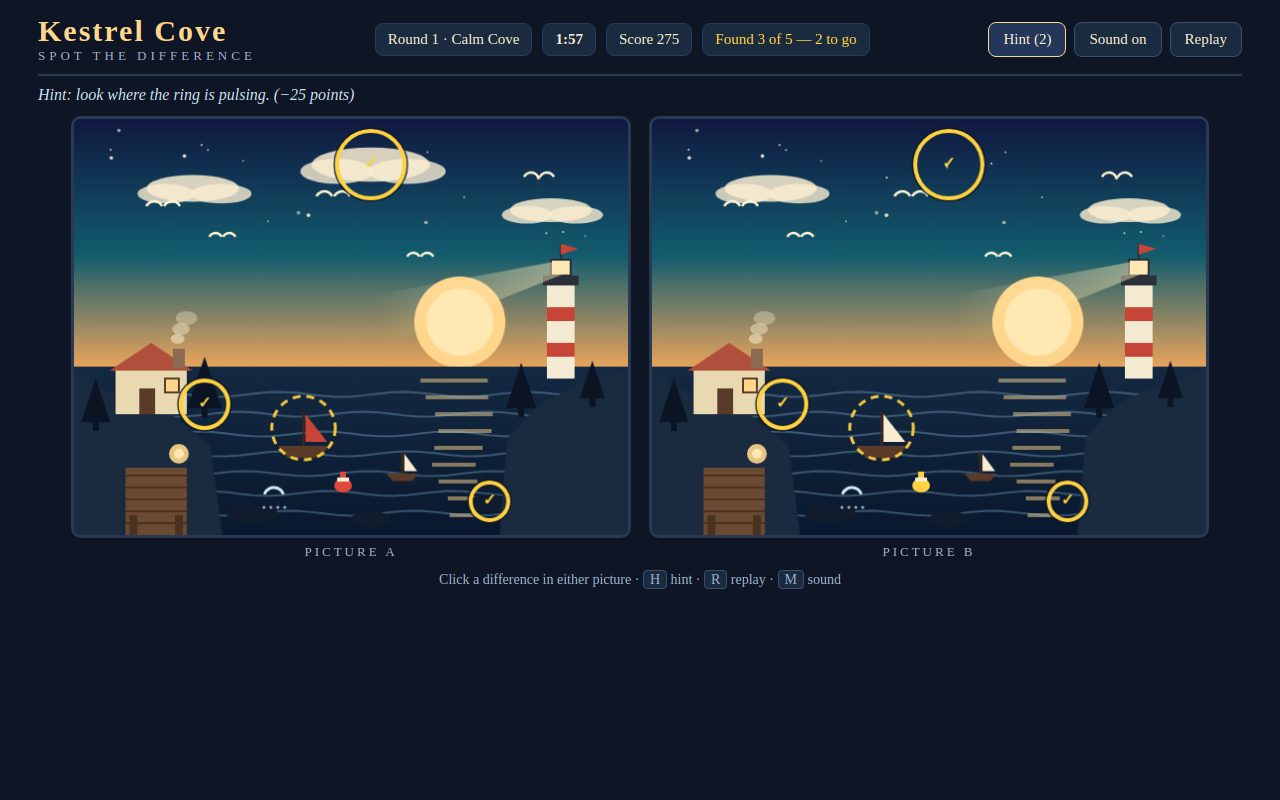 Kestrel Cove
SPOT THE DIFFERENCE
Round 1 · Calm Cove
1:57
Score 275
Found 3 of 5 — 2 to go
Hint (2)
Sound on
Replay
Hint: look where the ring is pulsing. (−25 points)
PICTURE A
PICTURE B
Click a difference in either picture · H hint · R replay · M sound